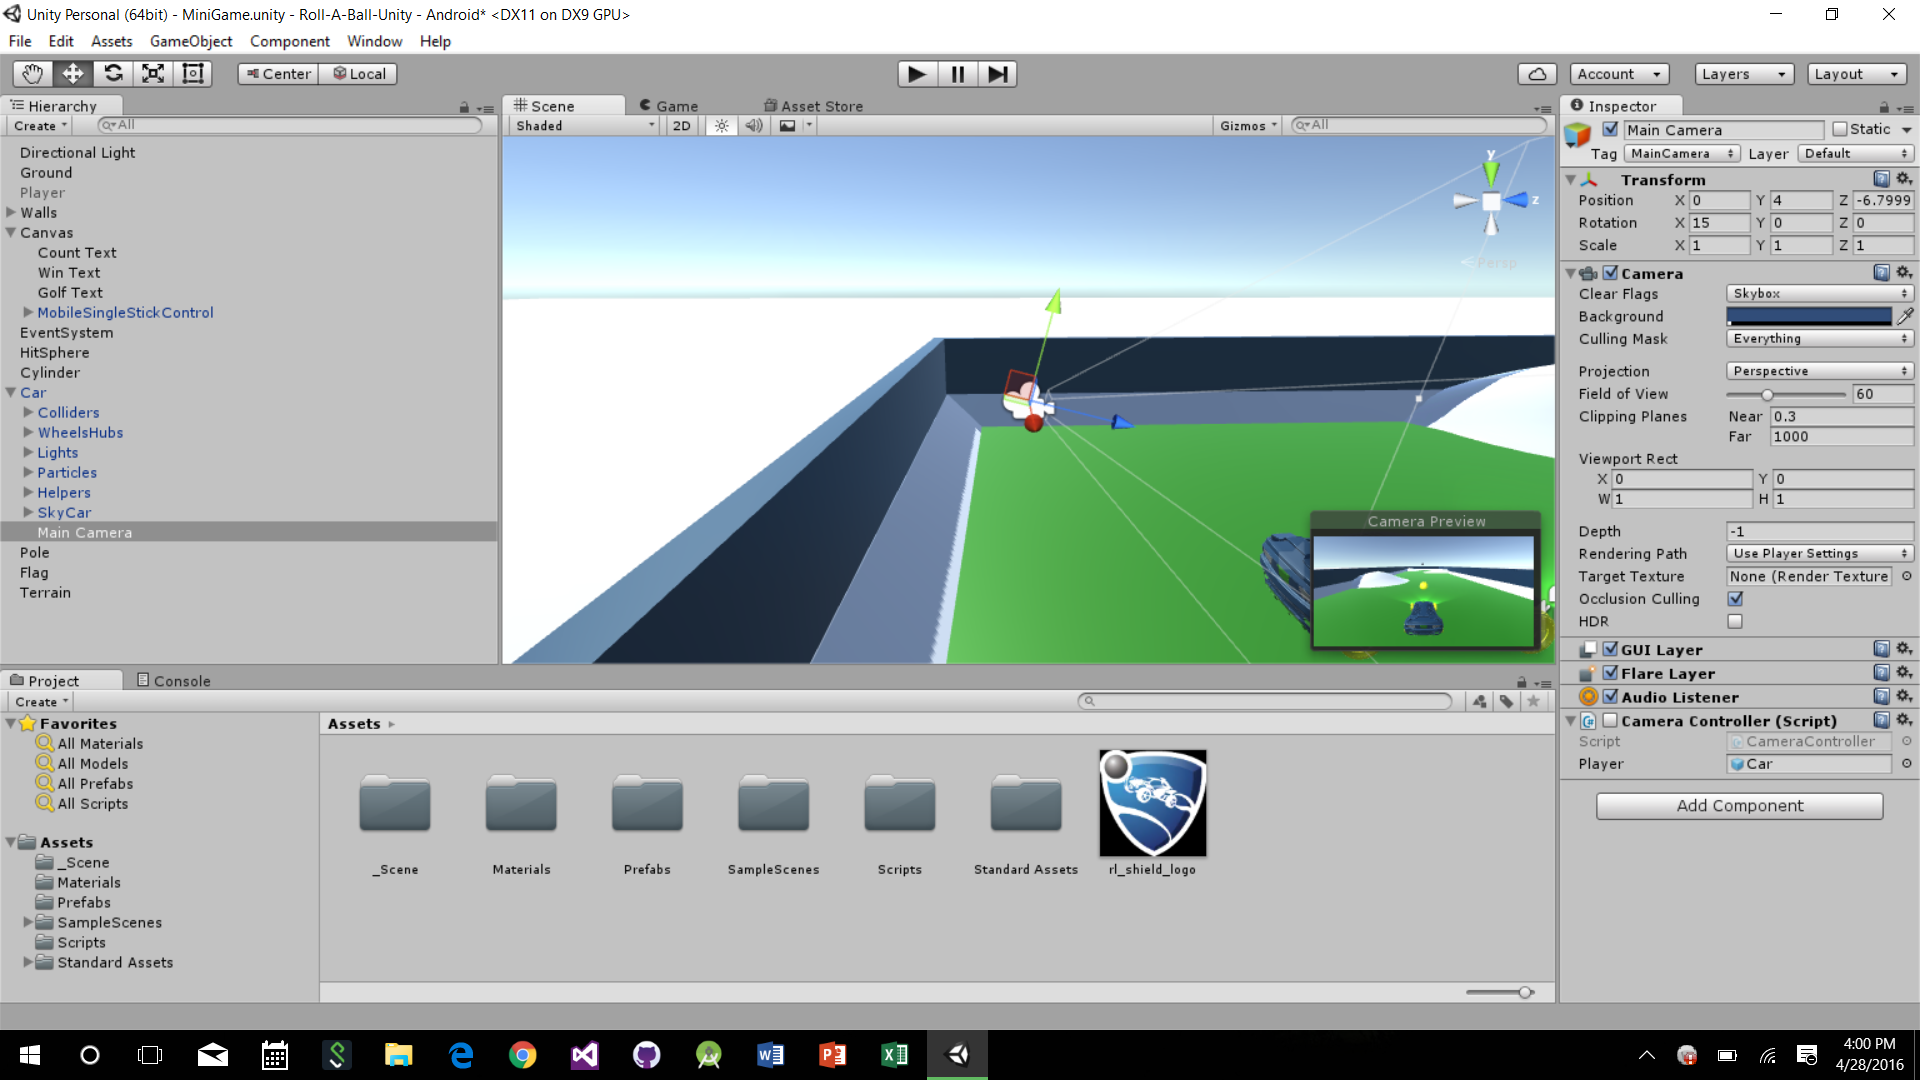 Unity Personal (64bit) - MiniGame.unity - Roll-A-Ball-Unity - Android* <DX11 on DX9 GPU>
File Edit Assets GameObject Component Window Help
Center Local Account Layers Layout
Hierarchy
Create All
Directional Light
Ground
Player
Walls
Canvas
Count Text
Win Text
Golf Text
MobileSingleStickControl
EventSystem
HitSphere
Cylinder
Car
Colliders
WheelsHubs
Lights
Particles
Helpers
SkyCar
Main Camera
Pole
Flag
Terrain
Scene Game Asset Store
Shaded 2D Gizmos All
y
z
Persp
Camera Preview
Inspector
Main Camera Static
Tag MainCamera Layer Default
Transform
Position X 0 Y 4 Z -6.7999
Rotation X 15 Y 0 Z 0
Scale X 1 Y 1 Z 1
Camera
Clear Flags Skybox
Background
Culling Mask Everything
Projection Perspective
Field of View 60
Clipping Planes Near 0.3
Far 1000
Viewport Rect
X 0 Y 0
W 1 H 1
Depth -1
Rendering Path Use Player Settings
Target Texture None (Render Texture
Occlusion Culling
HDR
GUI Layer
Flare Layer
Audio Listener
Camera Controller (Script)
Script CameraController
Player Car
Add Component
Project Console
Create
Favorites
All Materials
All Models
All Prefabs
All Scripts
Assets
_Scene
Materials
Prefabs
SampleScenes
Scripts
Standard Assets
Assets
_Scene Materials Prefabs SampleScenes Scripts Standard Assets rl_shield_logo
4:00 PM
4/28/2016